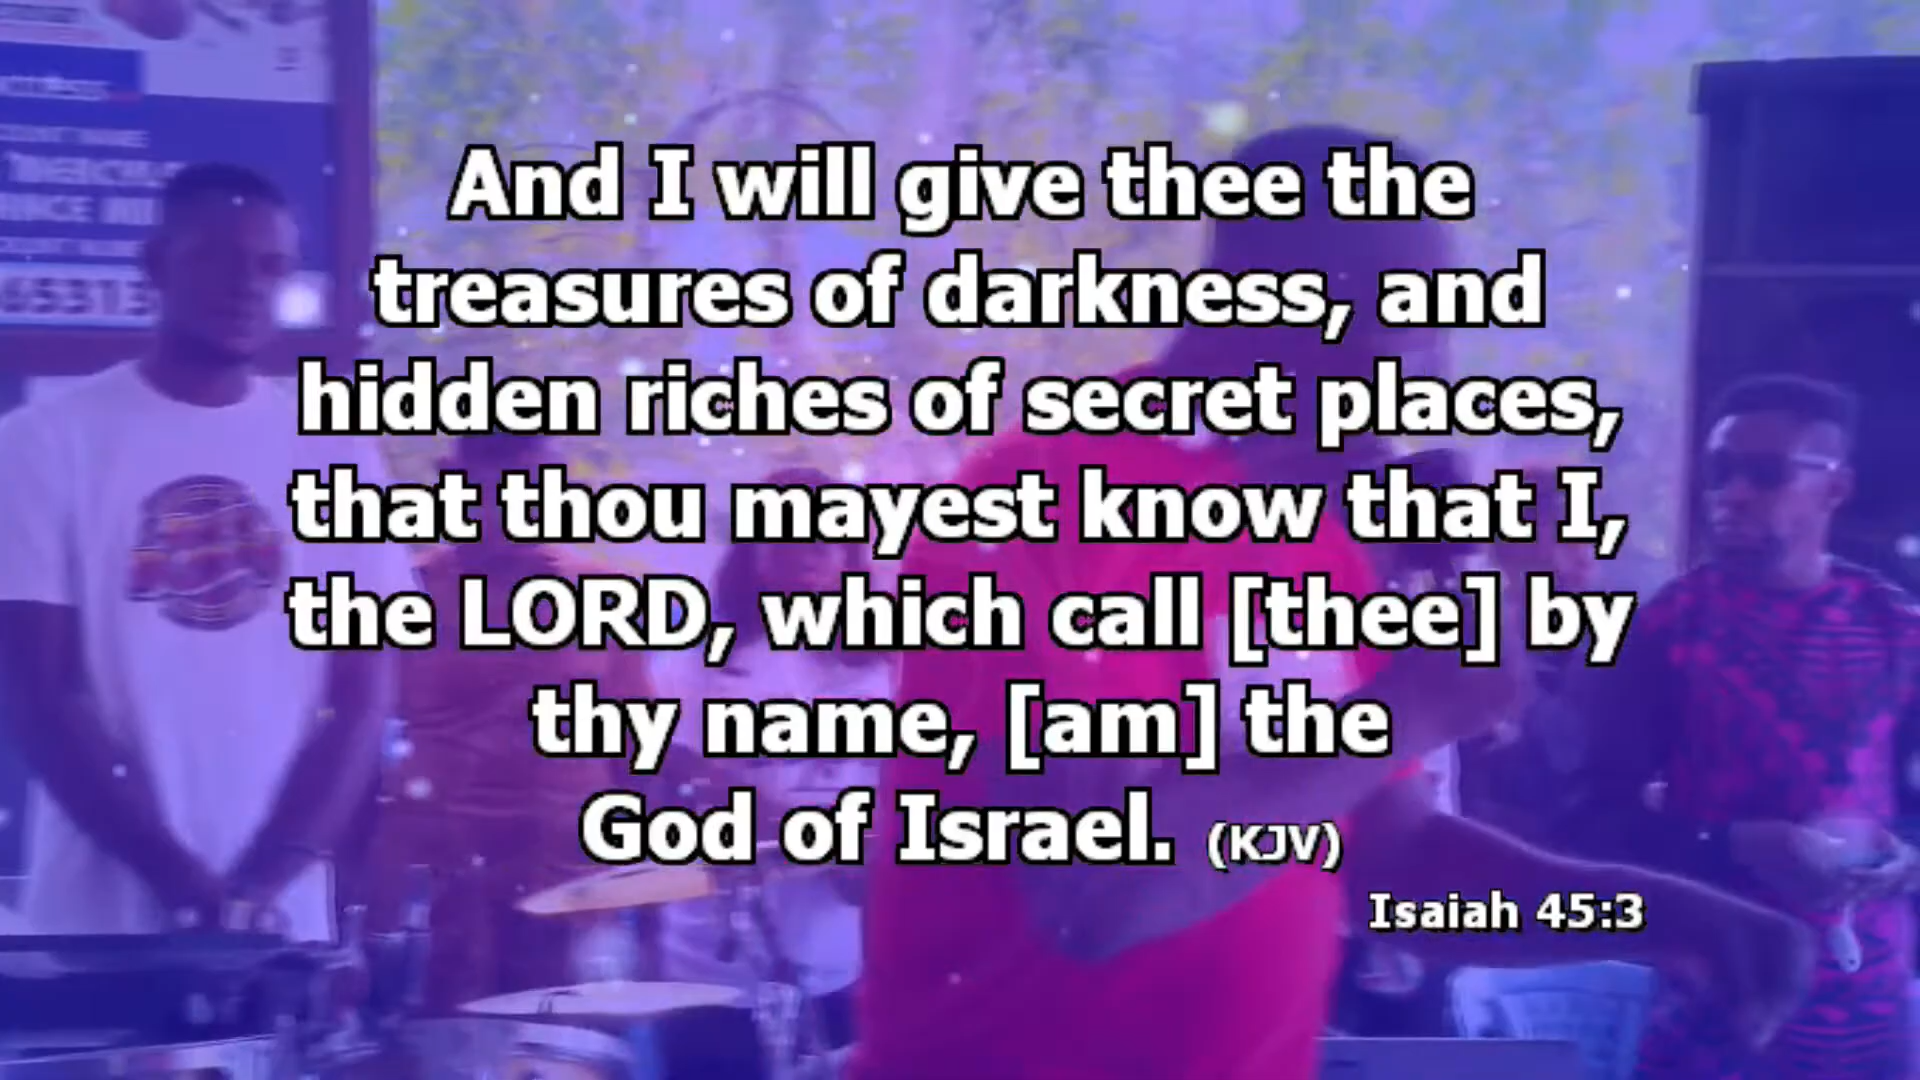 And I will give thee the
treasures of darkness, and
hidden riches of secret places,
that thou mayest know that I,
the LORD, which call [thee] by
thy name, [am] the
God of Israel. (KJV)
Isaiah 45:3